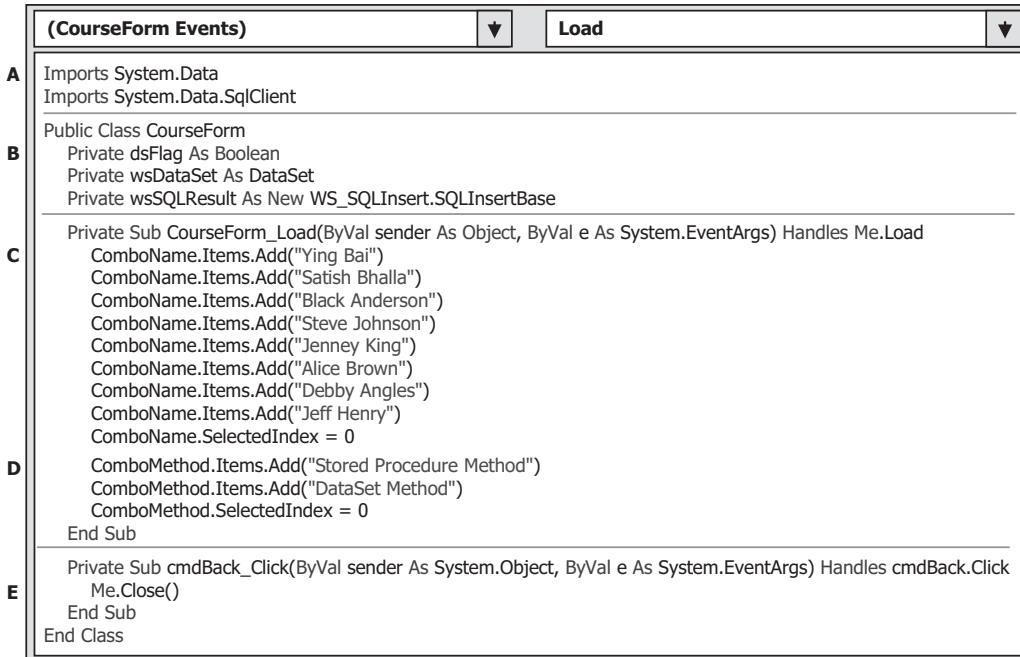 (CourseForm Events) Load
A Imports System.Data
Imports System.Data.SqlClient
Public Class CourseForm
B Private dsFlag As Boolean
Private wsDataSet As DataSet
Private wsSQLResult As New WS_SQLInsert.SQLInsertBase
Private Sub CourseForm_Load(ByVal sender As Object, ByVal e As System.EventArgs) Handles Me.Load
C ComboName.Items.Add("Ying Bai")
ComboName.Items.Add("Satish Bhalla")
ComboName.Items.Add("Black Anderson")
ComboName.Items.Add("Steve Johnson")
ComboName.Items.Add("Jenney King")
ComboName.Items.Add("Alice Brown")
ComboName.Items.Add("Debby Angles")
ComboName.Items.Add("Jeff Henry")
ComboName.SelectedIndex = 0
D ComboMethod.Items.Add("Stored Procedure Method")
ComboMethod.Items.Add("DataSet Method")
ComboMethod.SelectedIndex = 0
End Sub
Private Sub cmdBack_Click(ByVal sender As System.Object, ByVal e As System.EventArgs) Handles cmdBack.Click
E Me.Close()
End Sub
End Class